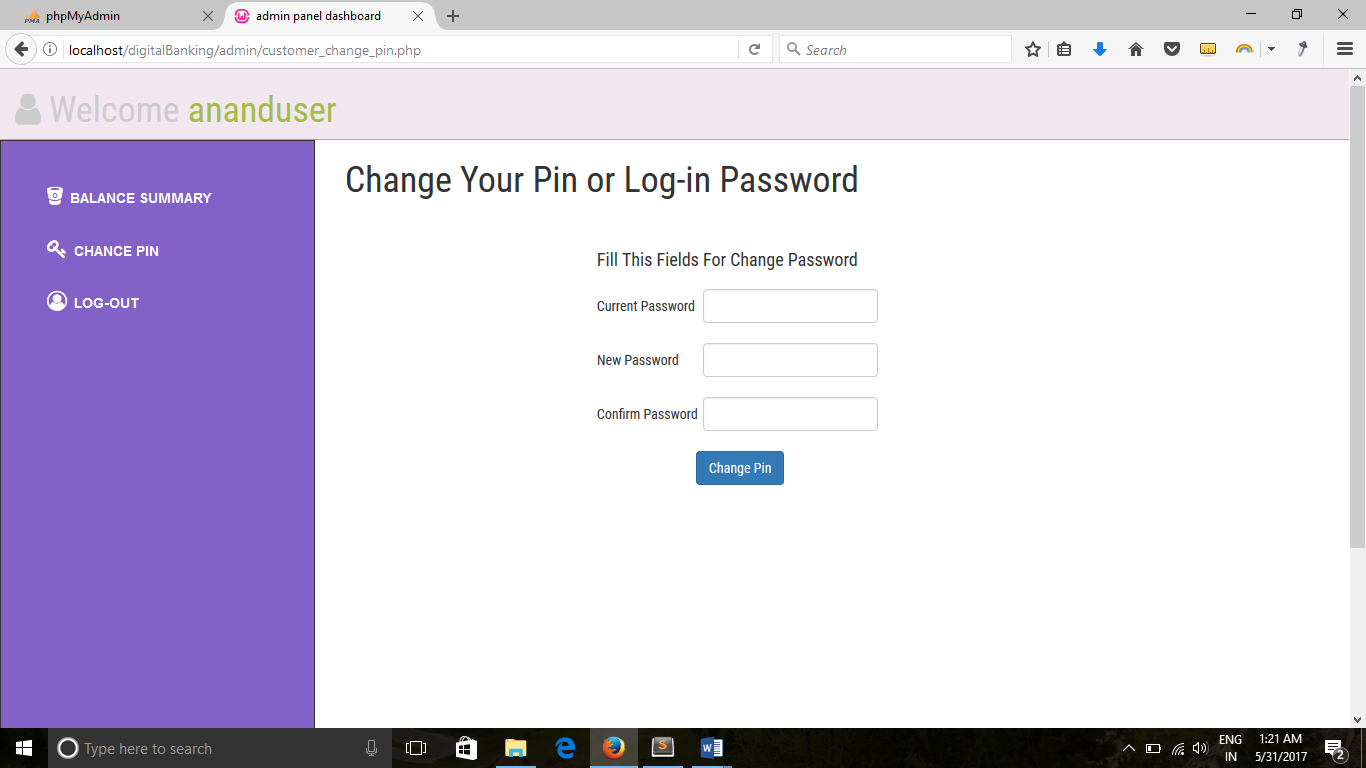 phpMyAdmin
admin panel dashboard
localhost/digitalBanking/admin/customer_change_pin.php
Search
Welcome ananduser
BALANCE SUMMARY
CHANCE PIN
LOG-OUT
Change Your Pin or Log-in Password
Fill This Fields For Change Password
Current Password
New Password
Confirm Password
Change Pin
Type here to search
ENG
IN
1:21 AM
5/31/2017
2